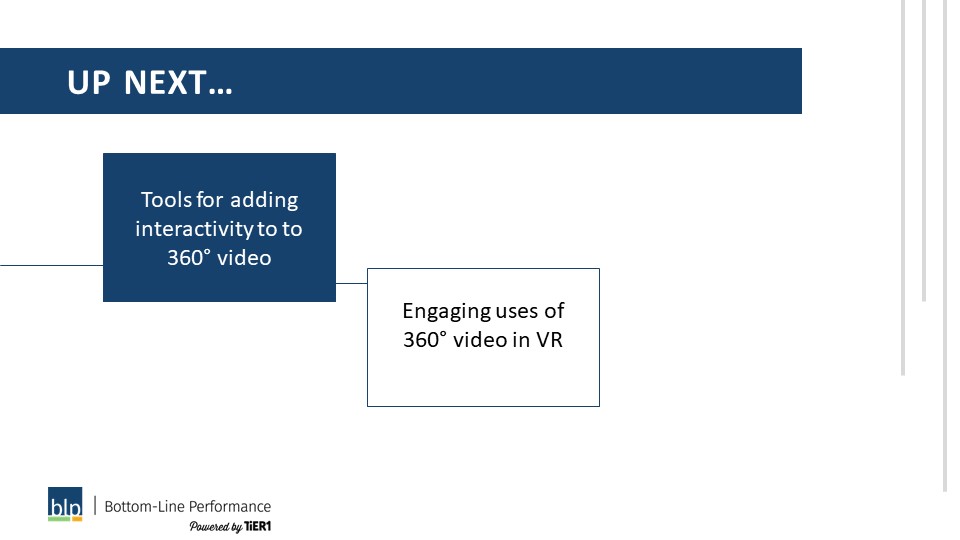 UP NEXT…
Tools for adding
interactivity to to
360° video
Engaging uses of
360° video in VR
blp
Bottom-Line Performance
Powered by TiER1